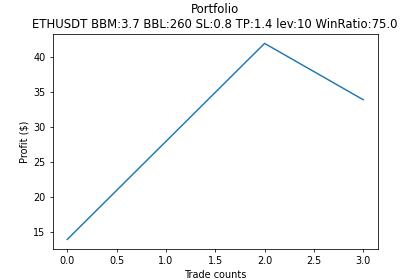 Portfolio
ETHUSDT BBM:3.7 BBL:260 SL:0.8 TP:1.4 lev:10 WinRatio:75.0
40
35
30
25
20
15
Profit ($)
0.0 0.5 1.0 1.5 2.0 2.5 3.0
Trade counts